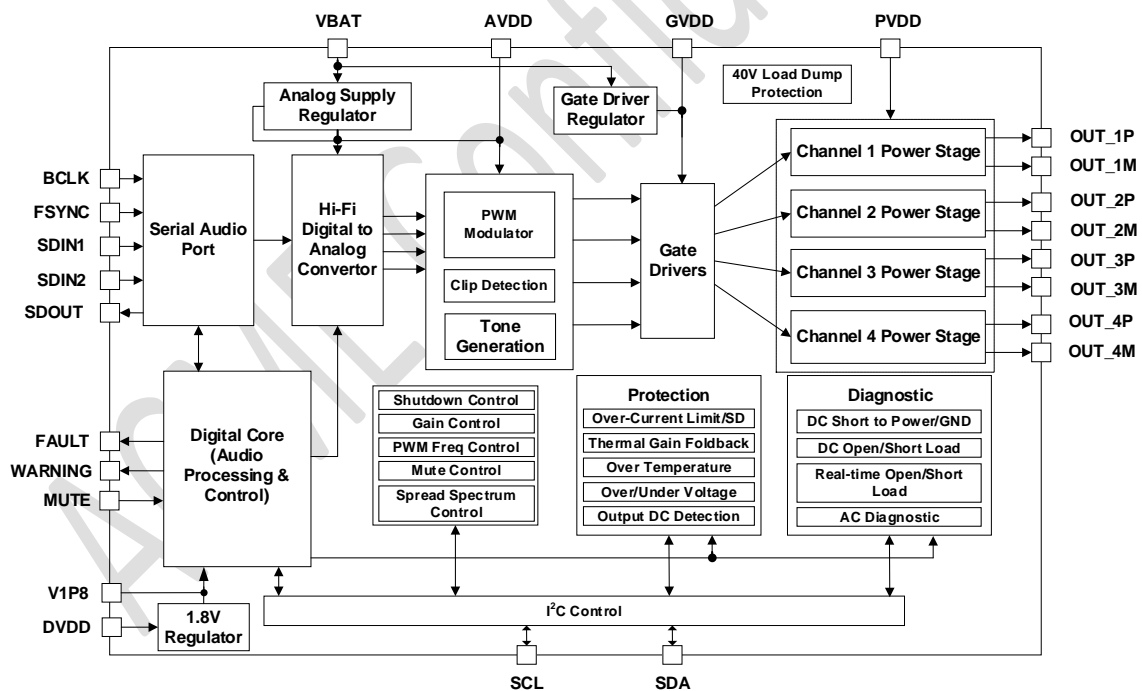 VBAT
AVDD
GVDD
PVDD
Analog Supply
Regulator
Gate Driver
Regulator
40V Load Dump
Protection
BCLK
FSYNC
SDIN1
SDIN2
SDOUT
Serial Audio
Port
Hi-Fi
Digital to
Analog
Convertor
PWM
Modulator
Clip Detection
Tone
Generation
Gate
Drivers
Channel 1 Power Stage
Channel 2 Power Stage
Channel 3 Power Stage
Channel 4 Power Stage
OUT_1P
OUT_1M
OUT_2P
OUT_2M
OUT_3P
OUT_3M
OUT_4P
OUT_4M
FAULT
WARNING
MUTE
Digital Core
(Audio
Processing &
Control)
Shutdown Control
Gain Control
PWM Freq Control
Mute Control
Spread Spectrum
Control
Protection
Over-Current Limit/SD
Thermal Gain Foldback
Over Temperature
Over/Under Voltage
Output DC Detection
Diagnostic
DC Short to Power/GND
DC Open/Short Load
Real-time Open/Short
Load
AC Diagnostic
V1P8
DVDD
1.8V
Regulator
I²C Control
SCL
SDA